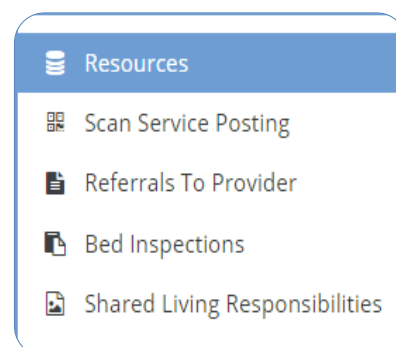 Resources
Scan Service Posting
Referrals To Provider
Bed Inspections
Shared Living Responsibilities